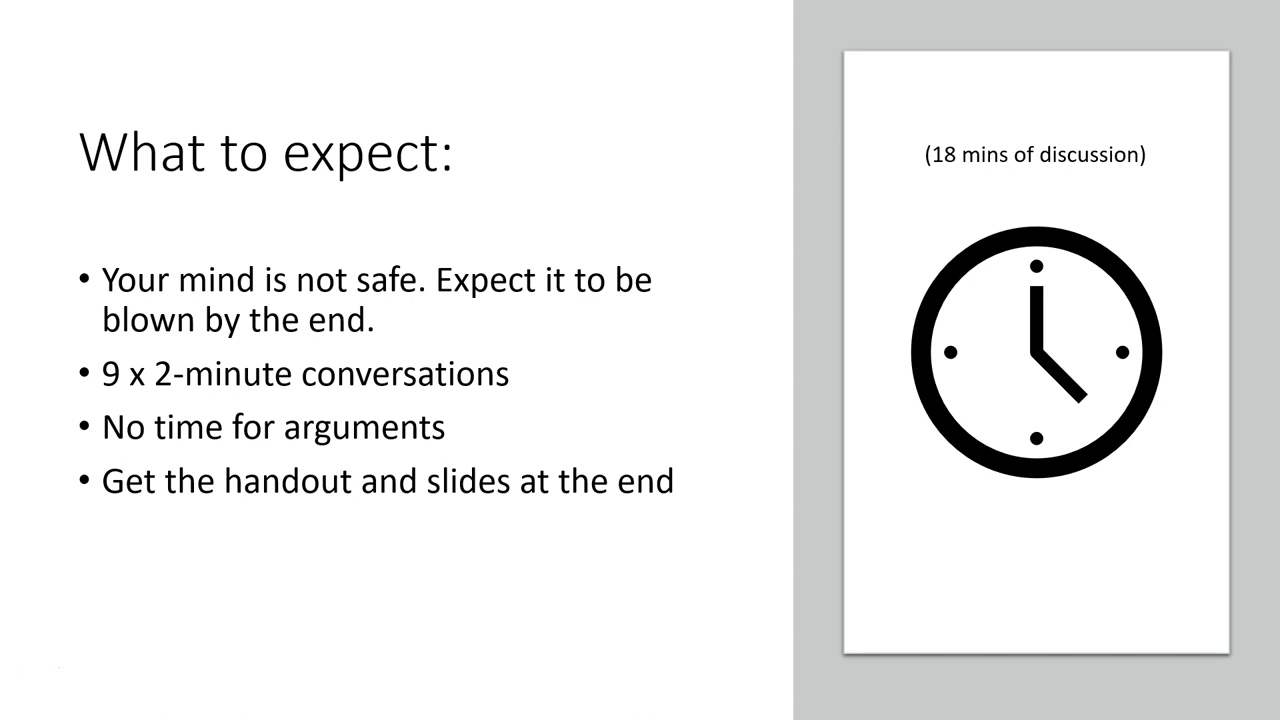 What to expect:
• Your mind is not safe. Expect it to be
blown by the end.
• 9 x 2-minute conversations
• No time for arguments
• Get the handout and slides at the end
(18 mins of discussion)